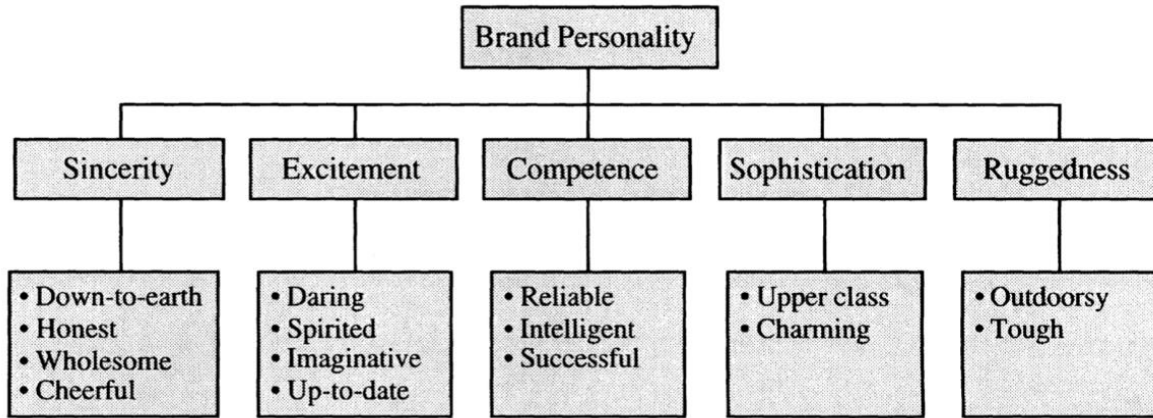 Brand Personality
Sincerity
Excitement
Competence
Sophistication
Ruggedness
• Down-to-earth
• Honest
• Wholesome
• Cheerful
• Daring
• Spirited
• Imaginative
• Up-to-date
• Reliable
• Intelligent
• Successful
• Upper class
• Charming
• Outdoorsy
• Tough